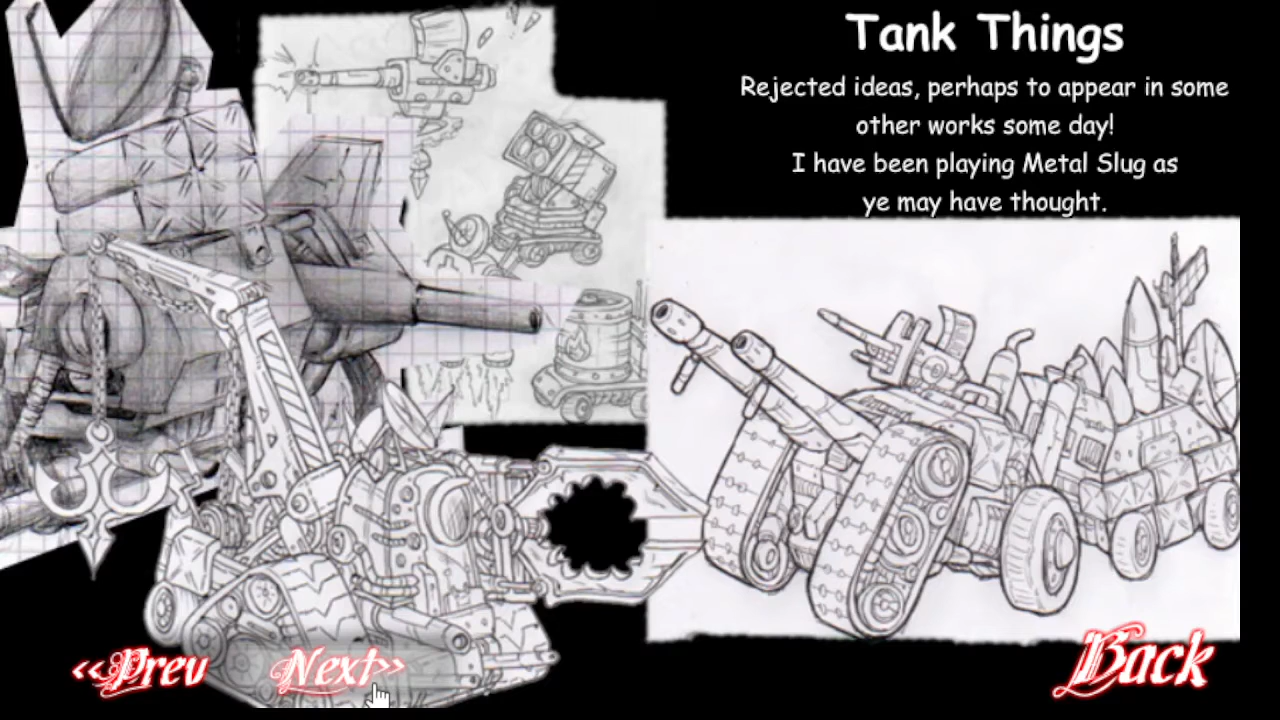 Tank Things
Rejected ideas, perhaps to appear in some
other works some day!
I have been playing Metal Slug as
ye may have thought.
<<Prev
Next>>
Back